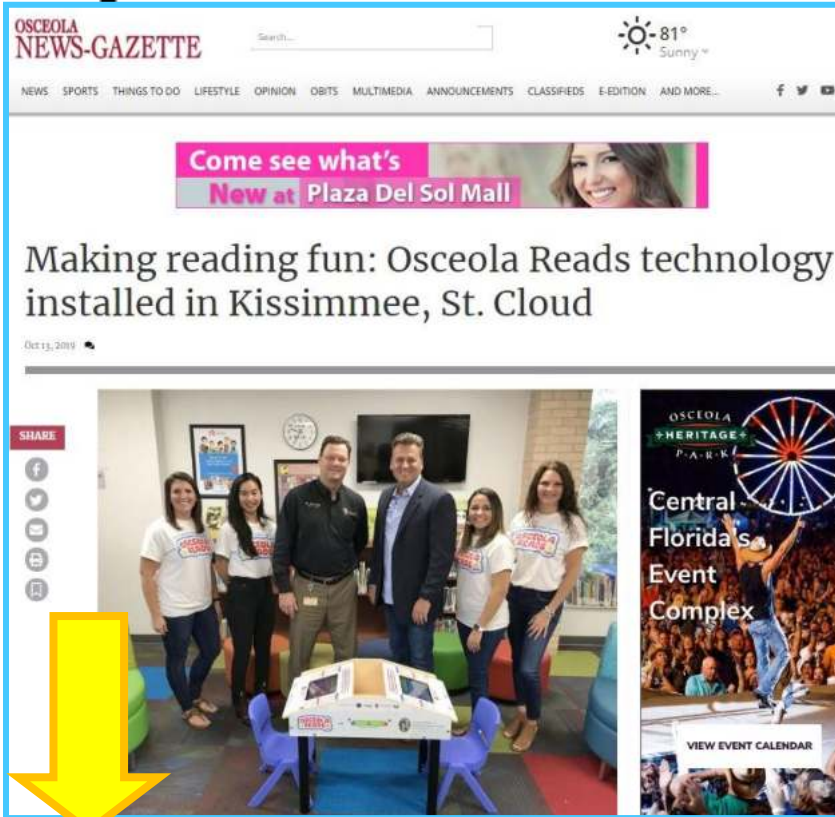 OSCEOLA
NEWS-GAZETTE
Search...
81°
Sunny
NEWS SPORTS THINGS TO DO LIFESTYLE OPINION OBITS MULTIMEDIA ANNOUNCEMENTS CLASSIFIEDS E-EDITION AND MORE...
Come see what's
New at Plaza Del Sol Mall
Making reading fun: Osceola Reads technology
installed in Kissimmee, St. Cloud
Oct 13, 2019
SHARE
OSCEOLA
HERITAGE
P·A·R·K
Central
Florida's
Event
Complex
VIEW EVENT CALENDAR
OSCEOLA
READS